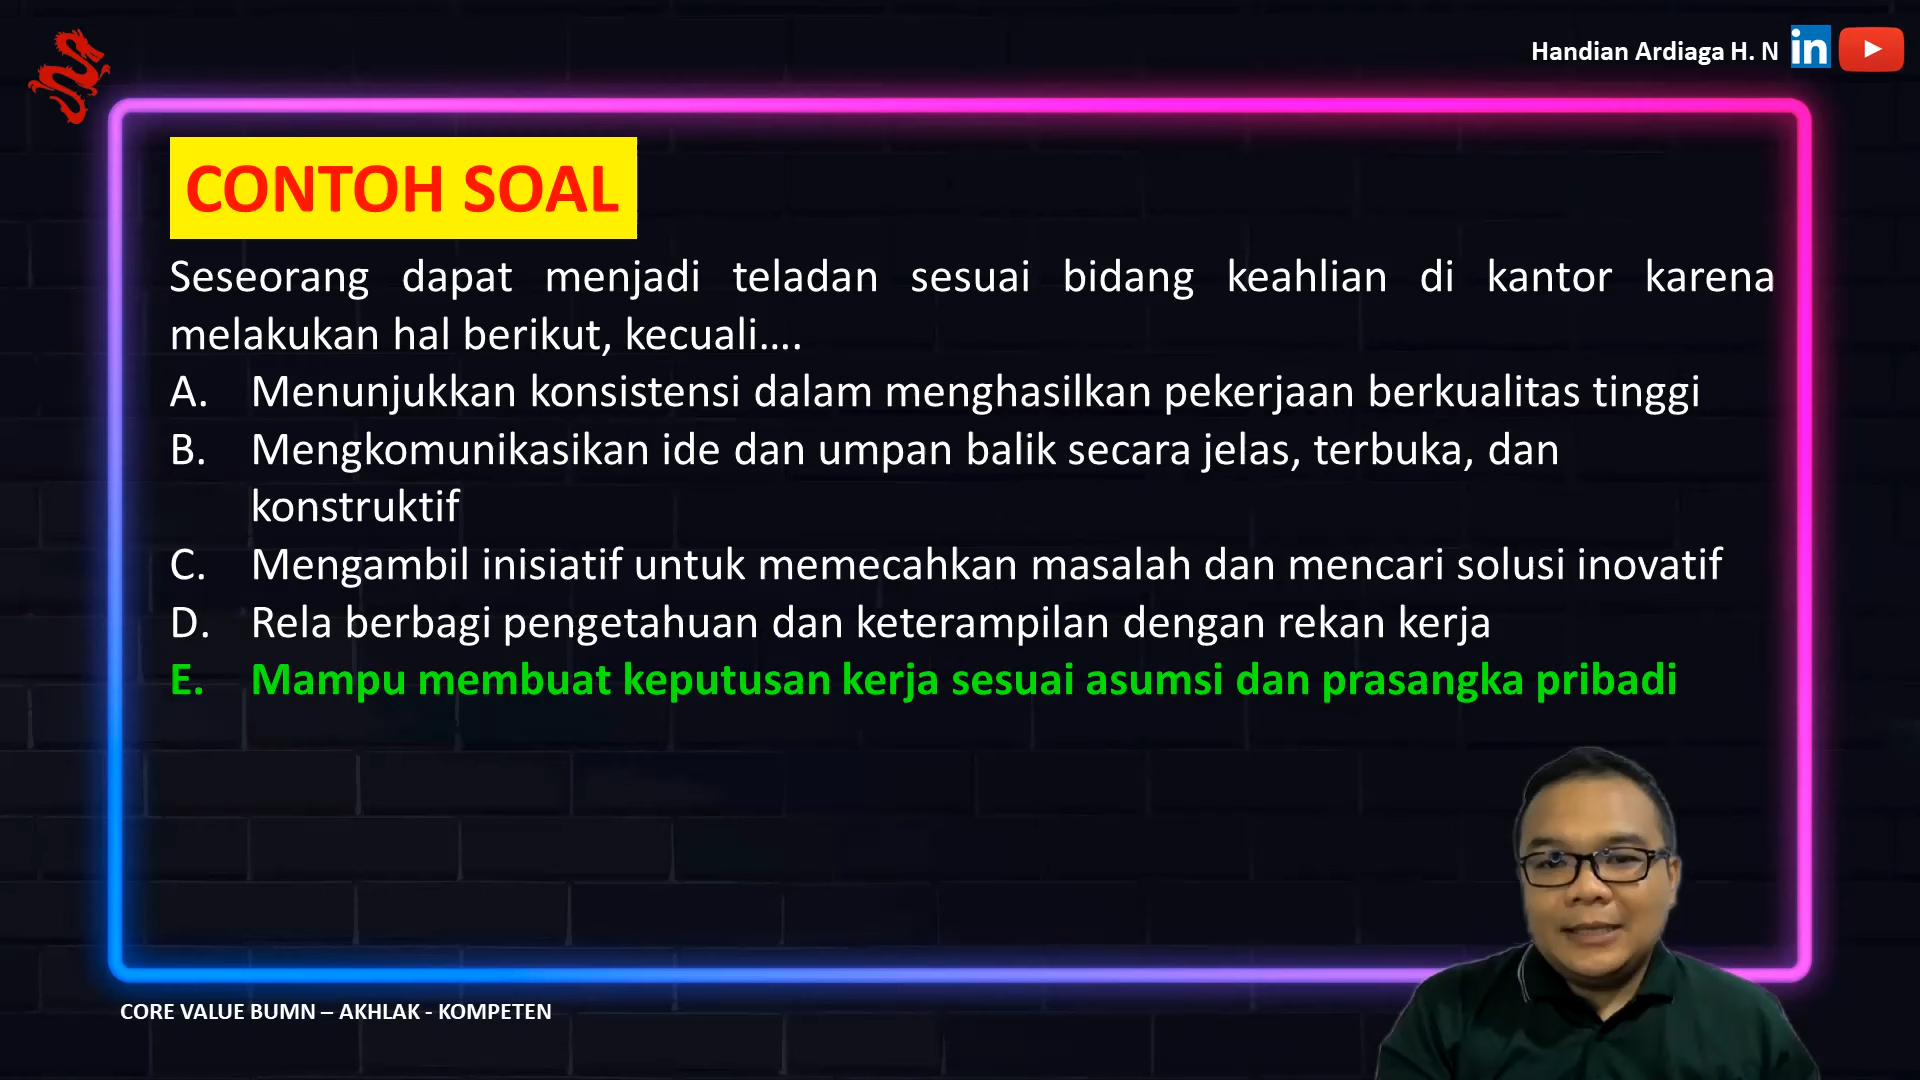 Handian Ardiaga H. N in
CONTOH SOAL
Seseorang dapat menjadi teladan sesuai bidang keahlian di kantor karena
melakukan hal berikut, kecuali....
A. Menunjukkan konsistensi dalam menghasilkan pekerjaan berkualitas tinggi
B. Mengkomunikasikan ide dan umpan balik secara jelas, terbuka, dan
konstruktif
C. Mengambil inisiatif untuk memecahkan masalah dan mencari solusi inovatif
D. Rela berbagi pengetahuan dan keterampilan dengan rekan kerja
E. Mampu membuat keputusan kerja sesuai asumsi dan prasangka pribadi
CORE VALUE BUMN – AKHLAK - KOMPETEN